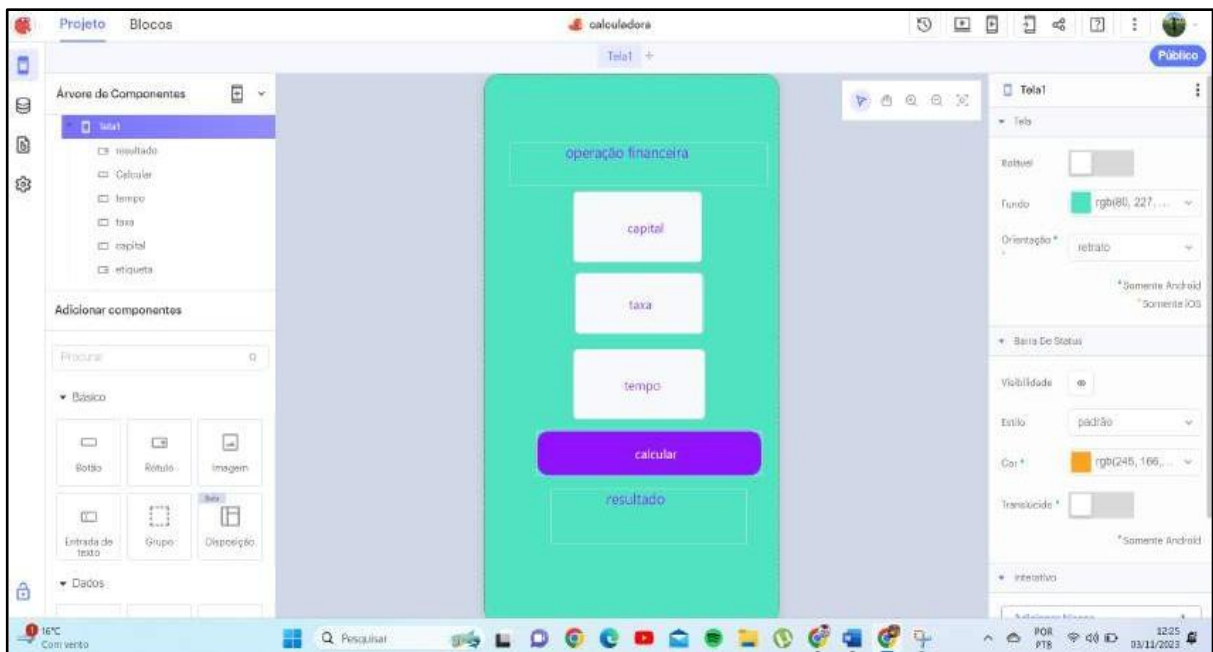 Projeto Blocos
calculadora
Tela1 +
Público
Árvore de Componentes
Tela1
resultado
Calcular
tempo
taxa
capital
etiqueta
Adicionar componentes
Procurar
Básico
Botão Rótulo Imagem
Entrada de texto
Grupo
Disposição
Dados
operação financeira
capital
taxa
tempo
calcular
resultado
Tela1
Tela
Fundo rgb(80, 227, ...
Orientação * retrato
*Somente Android
Somente iOS
Barra De Status
Visibilidade
Estilo padrão
Cor * rgb(245, 166, ...
Translúcido *
*Somente Android
Interativo
16°C
Com vento
Pesquisar
POR
PTB
12:25
03/11/2023